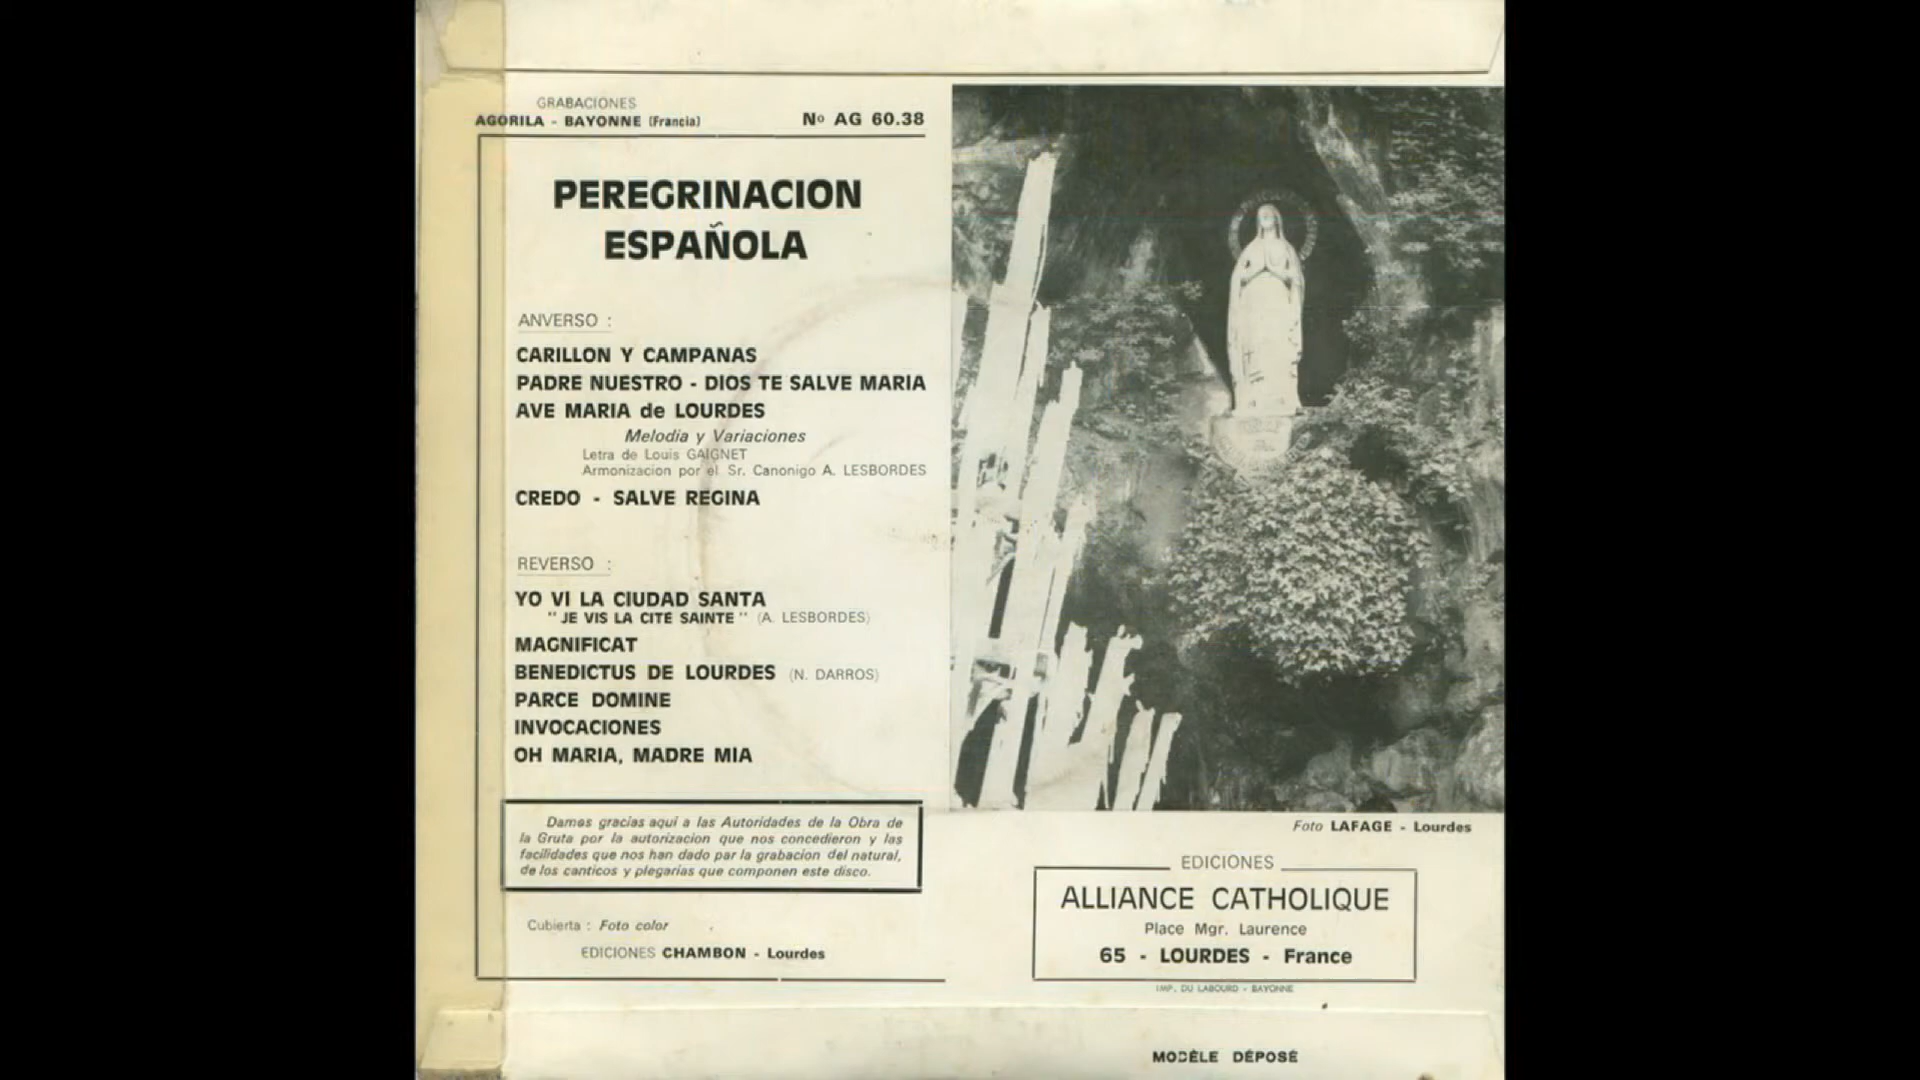 GRABACIONES
AGORILA - BAYONNE (Francia)
Nº AG 60.38
PEREGRINACION
ESPAÑOLA
ANVERSO :
CARILLON Y CAMPANAS
PADRE NUESTRO - DIOS TE SALVE MARIA
AVE MARIA de LOURDES
Melodia y Variaciones
Letra de Louis GAIGNET
Armonizacion por el Sr. Canonigo A. LESBORDES
CREDO - SALVE REGINA
REVERSO :
YO VI LA CIUDAD SANTA
" JE VIS LA CITE SAINTE " (A. LESBORDES)
MAGNIFICAT
BENEDICTUS DE LOURDES (N. DARROS)
PARCE DOMINE
INVOCACIONES
OH MARIA, MADRE MIA
Damos gracias aqui a las Autoridades de la Obra de
la Gruta por la autorizacion que nos concedieron y las
facilidades que nos han dado par la grabacion del natural,
de los canticos y plegarias que componen este disco.
Cubierta : Foto color
EDICIONES CHAMBON - Lourdes
Foto LAFAGE - Lourdes
EDICIONES
ALLIANCE CATHOLIQUE
Place Mgr. Laurence
65 - LOURDES - France
IMP. DU LABOURD - BAYONNE
MODÈLE DÉPOSÉ